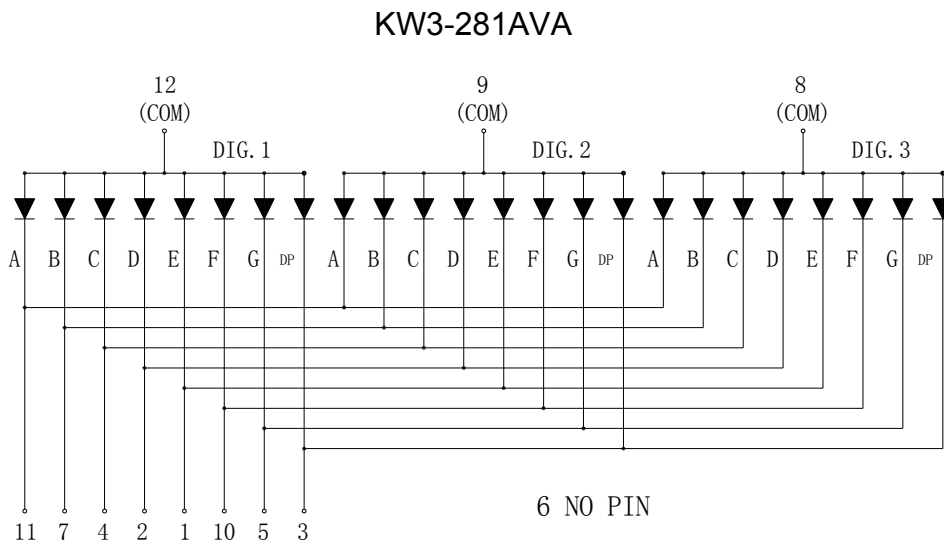 KW3-281AVA
12 9 8
(COM) (COM) (COM)
DIG.1 DIG.2 DIG.3
A B C D E F G DP A B C D E F G DP A B C D E F G DP
6 NO PIN
11 7 4 2 1 10 5 3